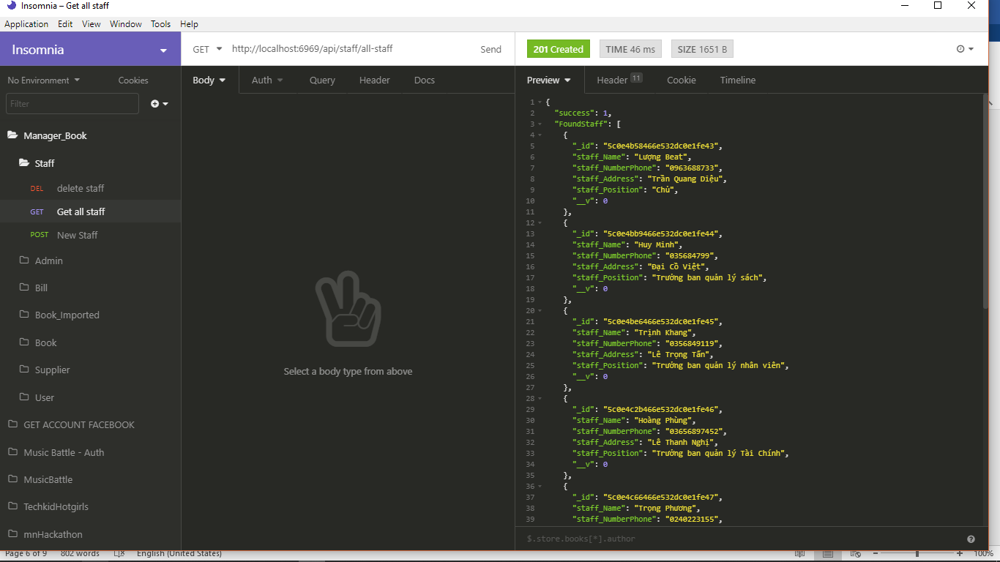 Insomnia – Get all staff
Application Edit View Window Tools Help
Insomnia
GET http://localhost:6969/api/staff/all-staff Send
201 Created TIME 46 ms SIZE 1651 B
No Environment Cookies
Body Auth Query Header Docs
Preview Header 11 Cookie Timeline
Filter
Manager_Book
Staff
DEL delete staff
GET Get all staff
POST New Staff
Admin
Bill
Book_Imported
Book
Supplier
User
GET ACCOUNT FACEBOOK
Music Battle - Auth
MusicBattle
TechkidHotgirls
mnHackathon
Select a body type from above
1 {
2 "success": 1,
3 "FoundStaff": [
4 {
5 "_id": "5c0e4b58466e532dc0e1fe43",
6 "staff_Name": "Lượng Beat",
7 "staff_NumberPhone": "0963688733",
8 "staff_Address": "Trần Quang Diệu",
9 "staff_Position": "Chủ",
10 "__v": 0
11 },
12 {
13 "_id": "5c0e4bb9466e532dc0e1fe44",
14 "staff_Name": "Huy Minh",
15 "staff_NumberPhone": "035684799",
16 "staff_Address": "Đại Cồ Việt",
17 "staff_Position": "Trưởng ban quản lý sách",
18 "__v": 0
19 },
20 {
21 "_id": "5c0e4be6466e532dc0e1fe45",
22 "staff_Name": "Trịnh Khang",
23 "staff_NumberPhone": "0356849119",
24 "staff_Address": "Lê Trọng Tấn",
25 "staff_Position": "Trưởng ban quản lý nhân viên",
26 "__v": 0
27 },
28 {
29 "_id": "5c0e4c2b466e532dc0e1fe46",
30 "staff_Name": "Hoàng Phùng",
31 "staff_NumberPhone": "03656897452",
32 "staff_Address": "Lê Thanh Nghị",
33 "staff_Position": "Trưởng ban quản lý Tài Chính",
34 "__v": 0
35 },
36 {
37 "_id": "5c0e4c66466e532dc0e1fe47",
38 "staff_Name": "Trọng Phương",
39 "staff_NumberPhone": "0240223155",
$.store.books[*].author
Page 6 of 9 802 words English (United States) 100%